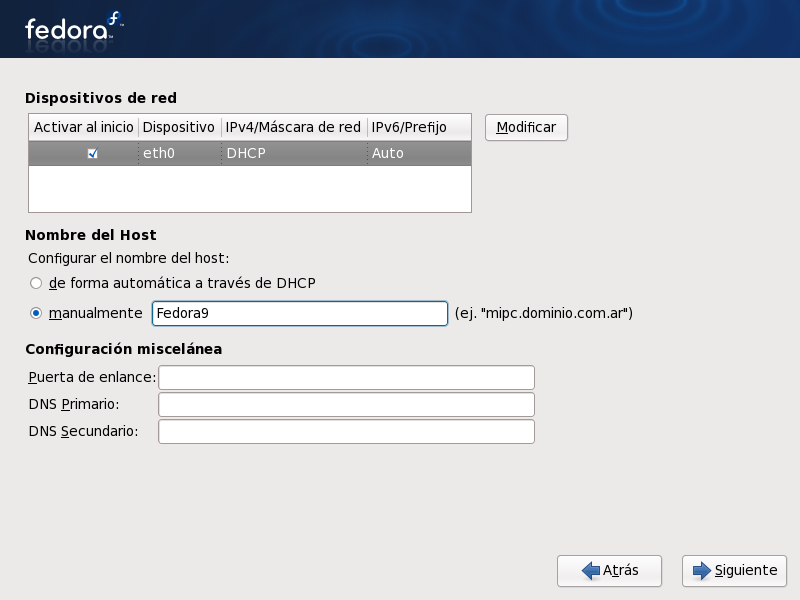 fedora
Dispositivos de red
Activar al inicio Dispositivo IPv4/Máscara de red IPv6/Prefijo
Modificar
eth0 DHCP Auto
Nombre del Host
Configurar el nombre del host:
de forma automática a través de DHCP
manualmente Fedora9 (ej. "mipc.dominio.com.ar")
Configuración miscelánea
Puerta de enlance:
DNS Primario:
DNS Secundario:
Atrás Siguiente